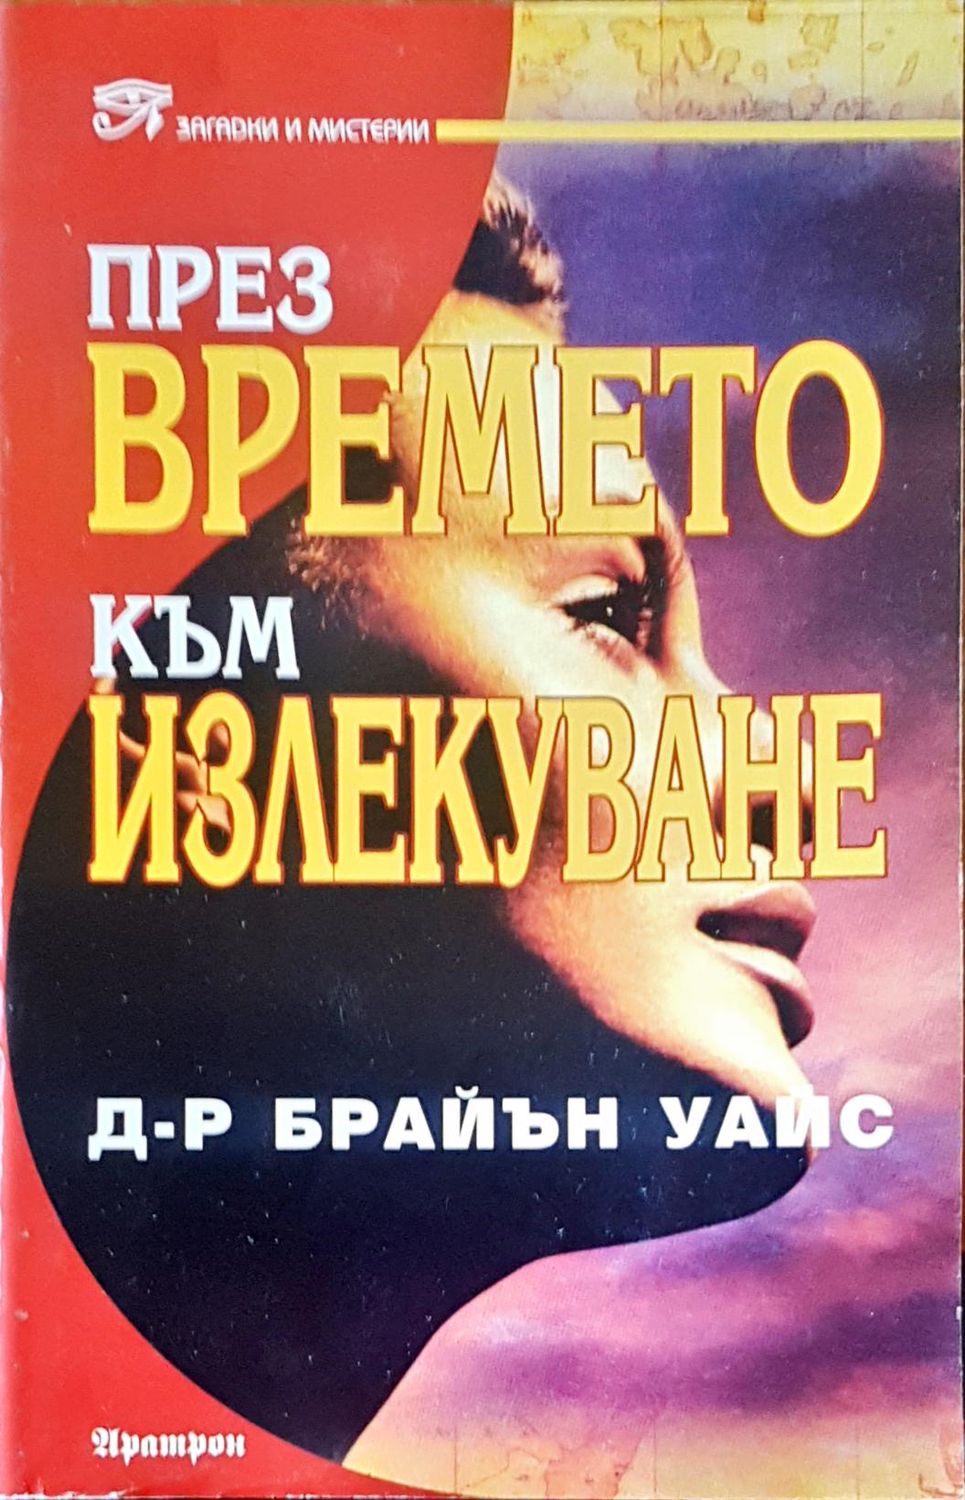 ЗАГАДКИ И МИСТЕРИИ
ПРЕЗ
ВРЕМЕТО
КЪМ
ИЗЛЕКУВАНЕ
Д-Р БРАЙЪН УАЙС
Аратрон